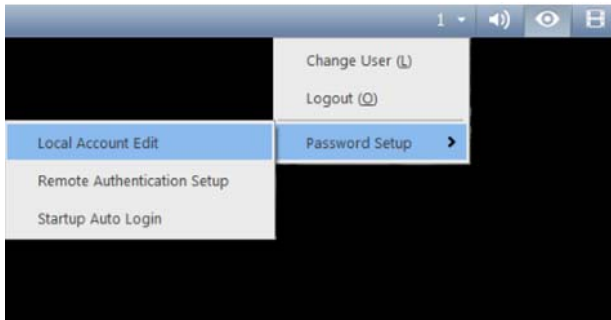 1
Change User (L)
Logout (O)
Password Setup
Local Account Edit
Remote Authentication Setup
Startup Auto Login